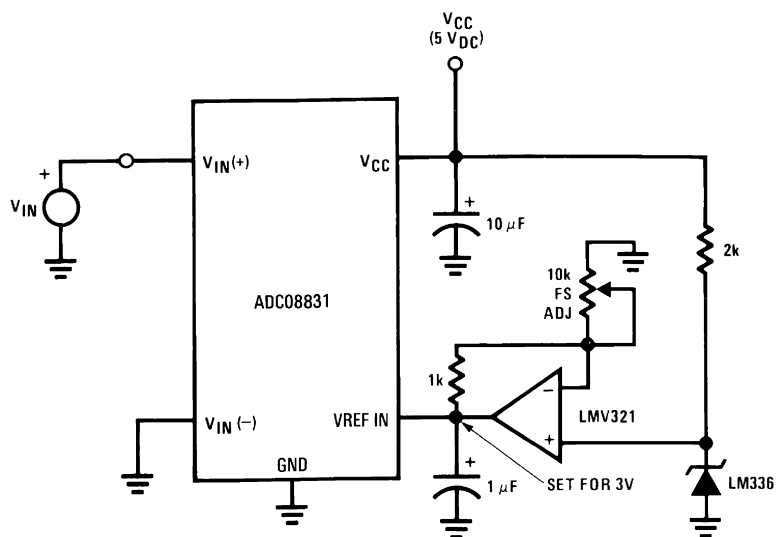 VCC
(5 VDC)
+
VIN
VIN(+)
VCC
+
10 μF
2k
10k
FS
ADJ
ADC08831
1k
−
LMV321
VIN(−)
VREF IN
+
GND
+
1 μF
SET FOR 3V
LM336